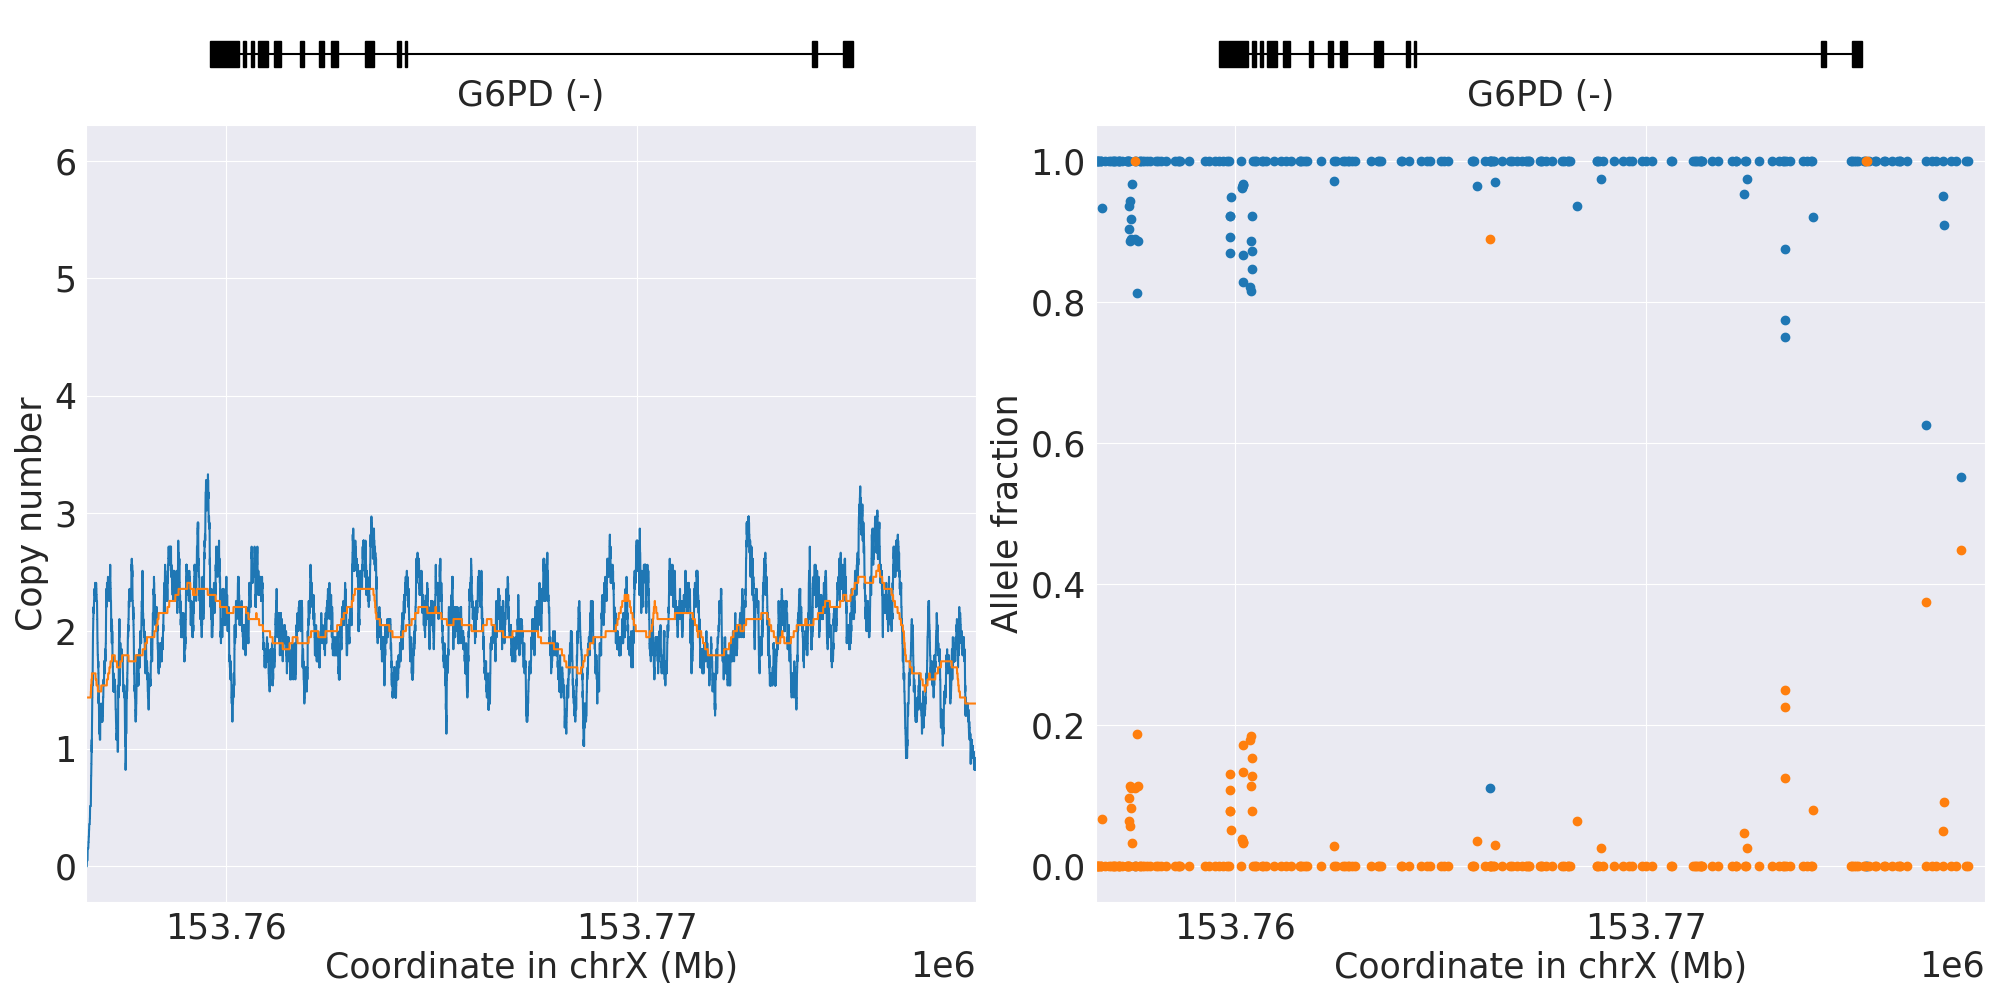 G6PD (-)
6
5
4
3
2
1
0
Copy number
153.76
153.77
Coordinate in chrX (Mb)
1e6
G6PD (-)
1.0
0.8
0.6
0.4
0.2
0.0
Allele fraction
153.76
153.77
Coordinate in chrX (Mb)
1e6